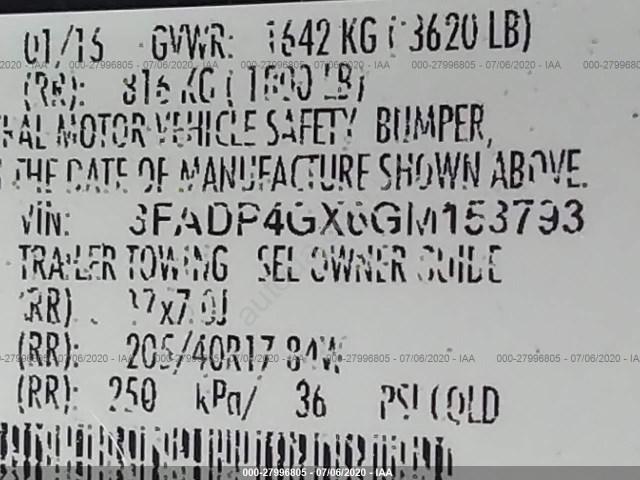 01/16 GVWR: 1642 KG ( 3620 LB)
(RR): 816 KG ( 1800 LB)
MOTOR VEHICLE SAFETY, BUMPER,
THE DATE OF MANUFACTURE SHOWN ABOVE.
VIN: 3FADP4GX6GM153793
TRAILER TOWING - SEE OWNER GUIDE
(RR): 17x7.0J
(RR): 205/40R17 84W
(RR): 250 kPa/ 36 PSI COLD
000-27996805 - 07/06/2020 - IAA